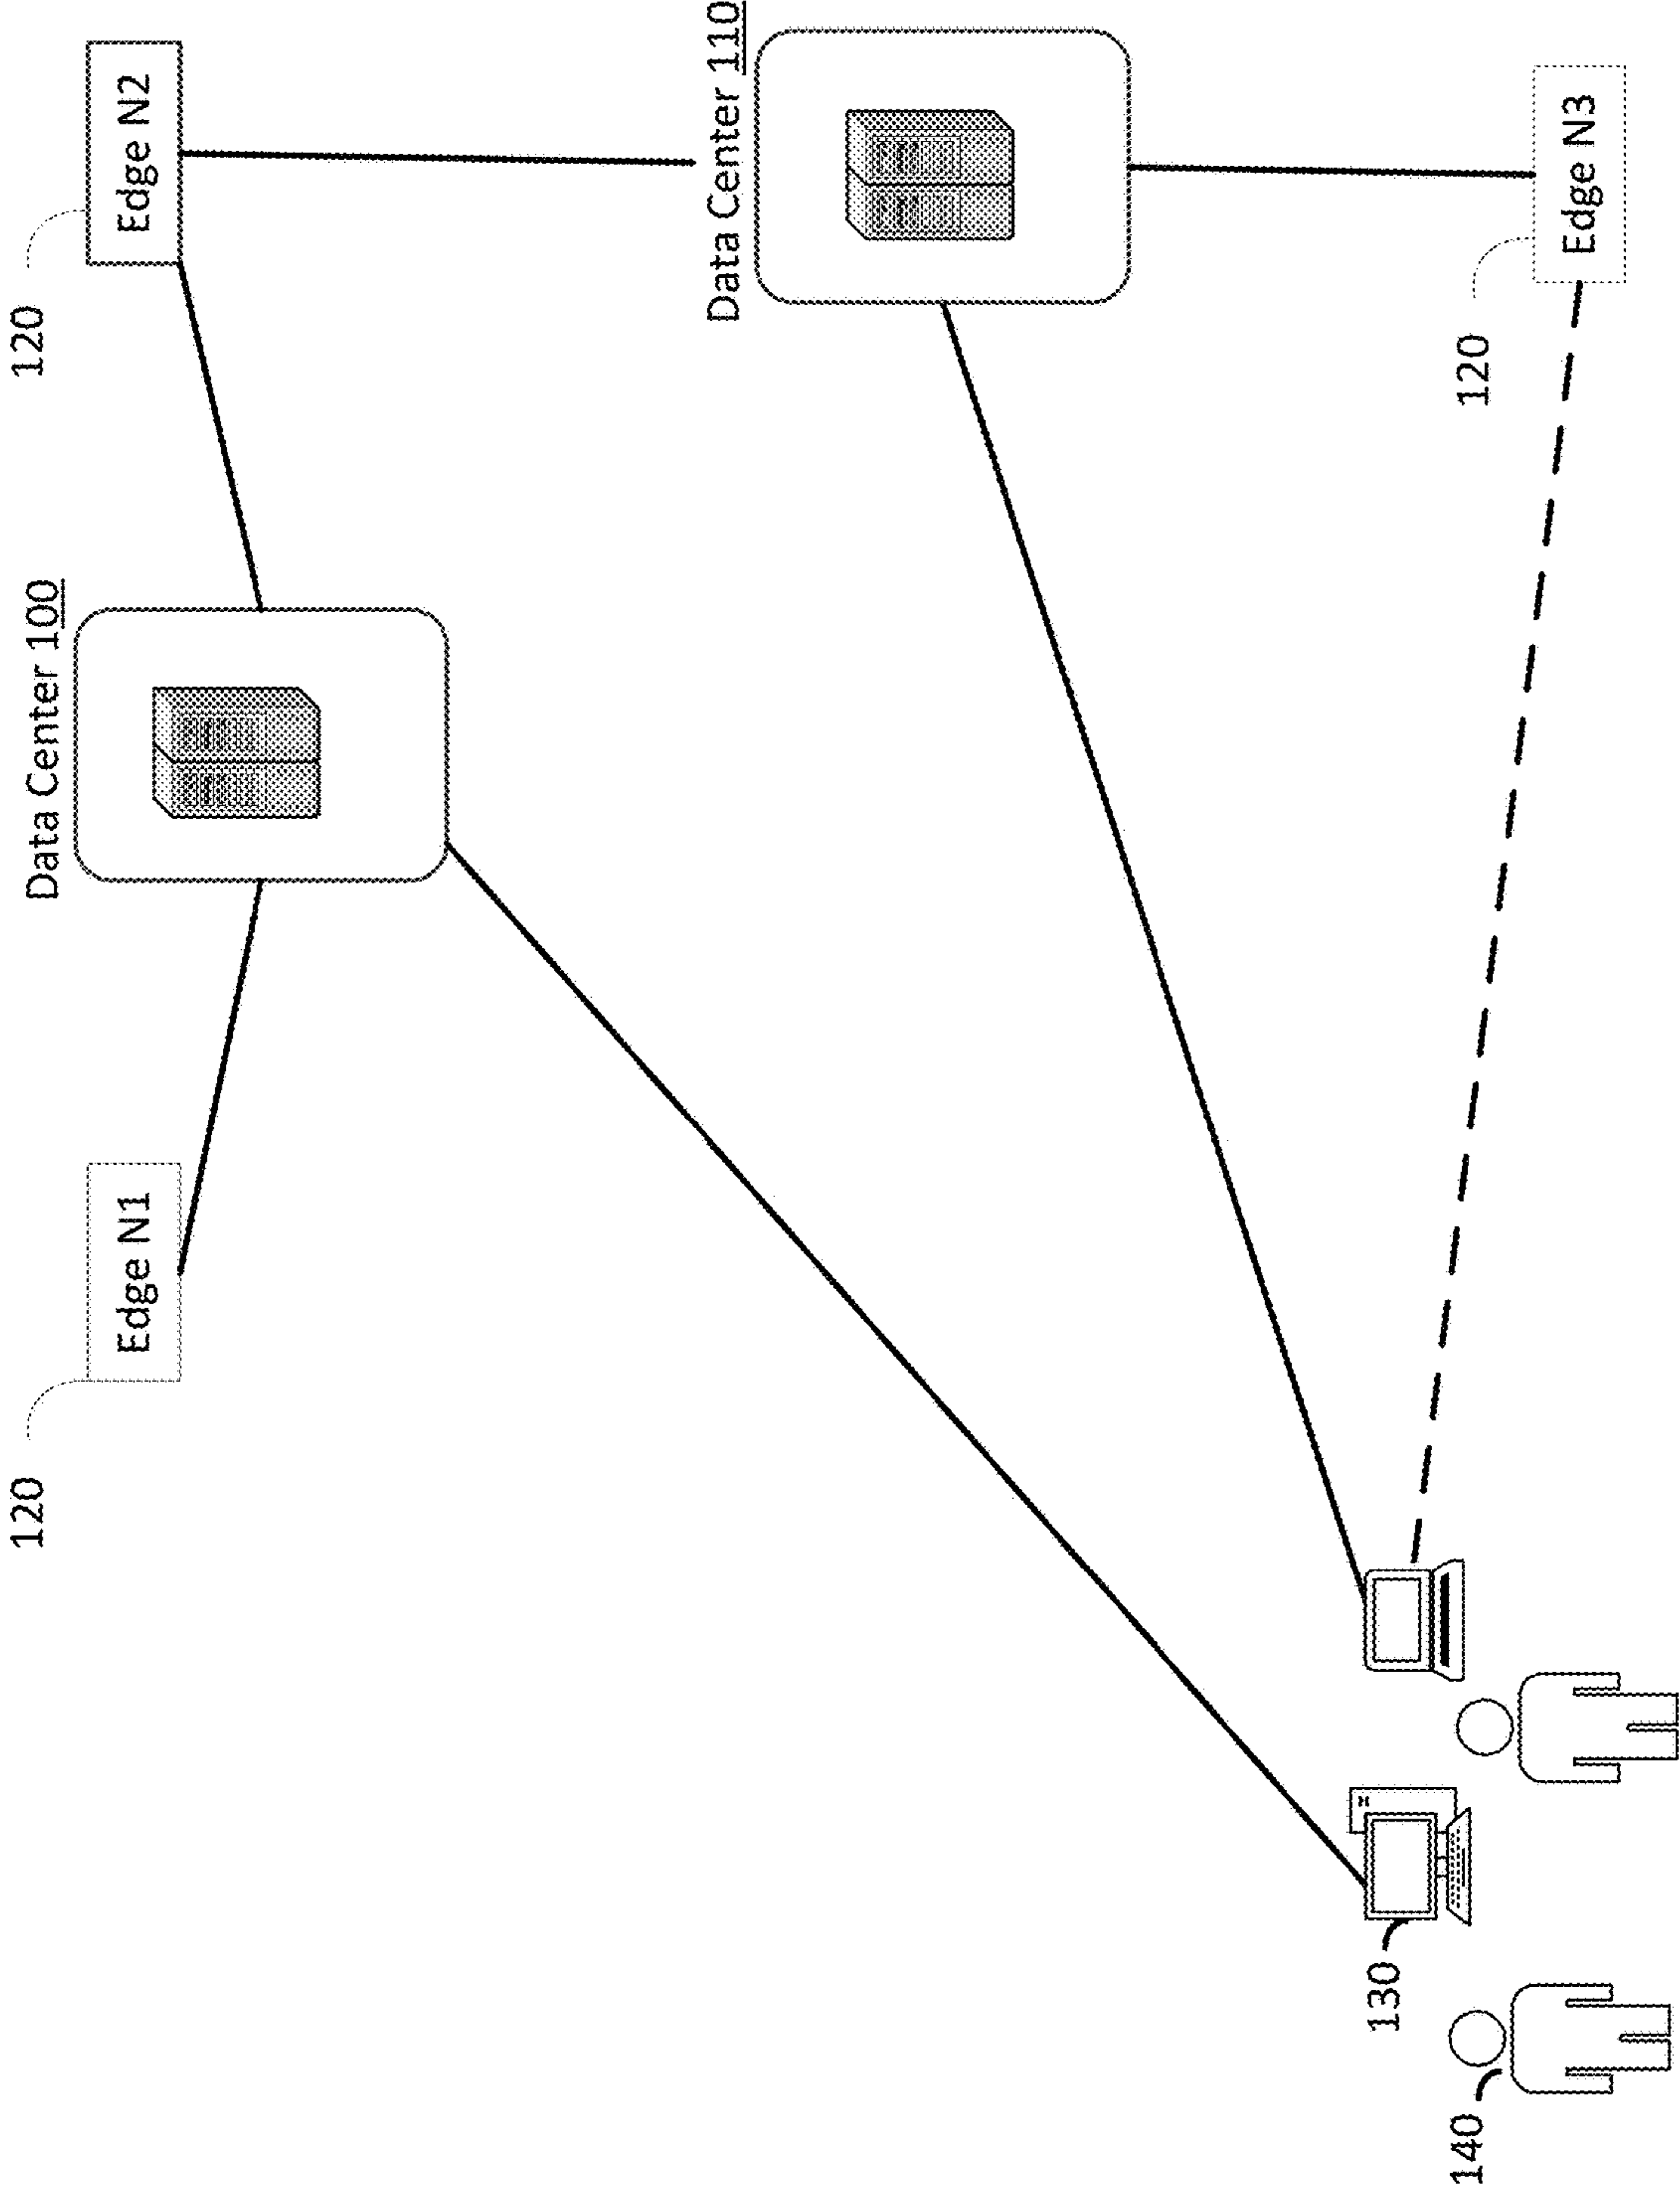 120
Data Center 100
120
Edge N1
Edge N2
Data Center 110
130
140
120
Edge N3